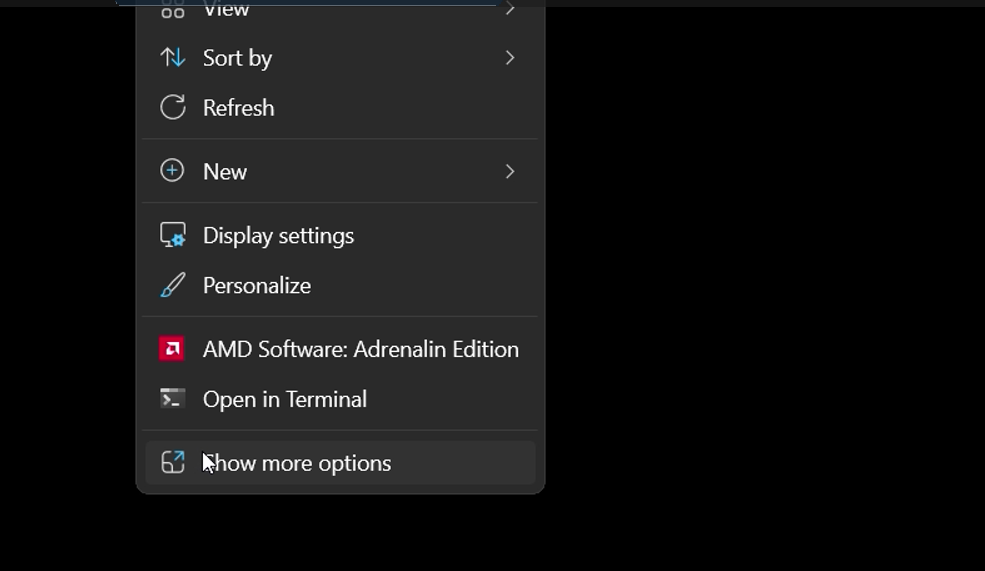 View
Sort by
Refresh
New
Display settings
Personalize
AMD Software: Adrenalin Edition
Open in Terminal
Show more options